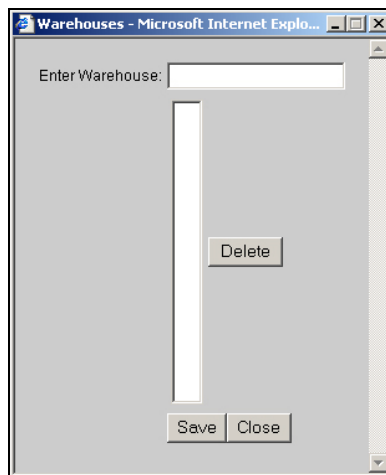 Warehouses - Microsoft Internet Explo...
Enter Warehouse:
Delete
Save Close